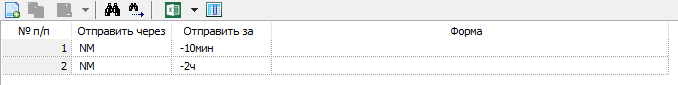 № п/п Отправить через Отправить за Форма
1 NM -10мин
2 NM -2ч